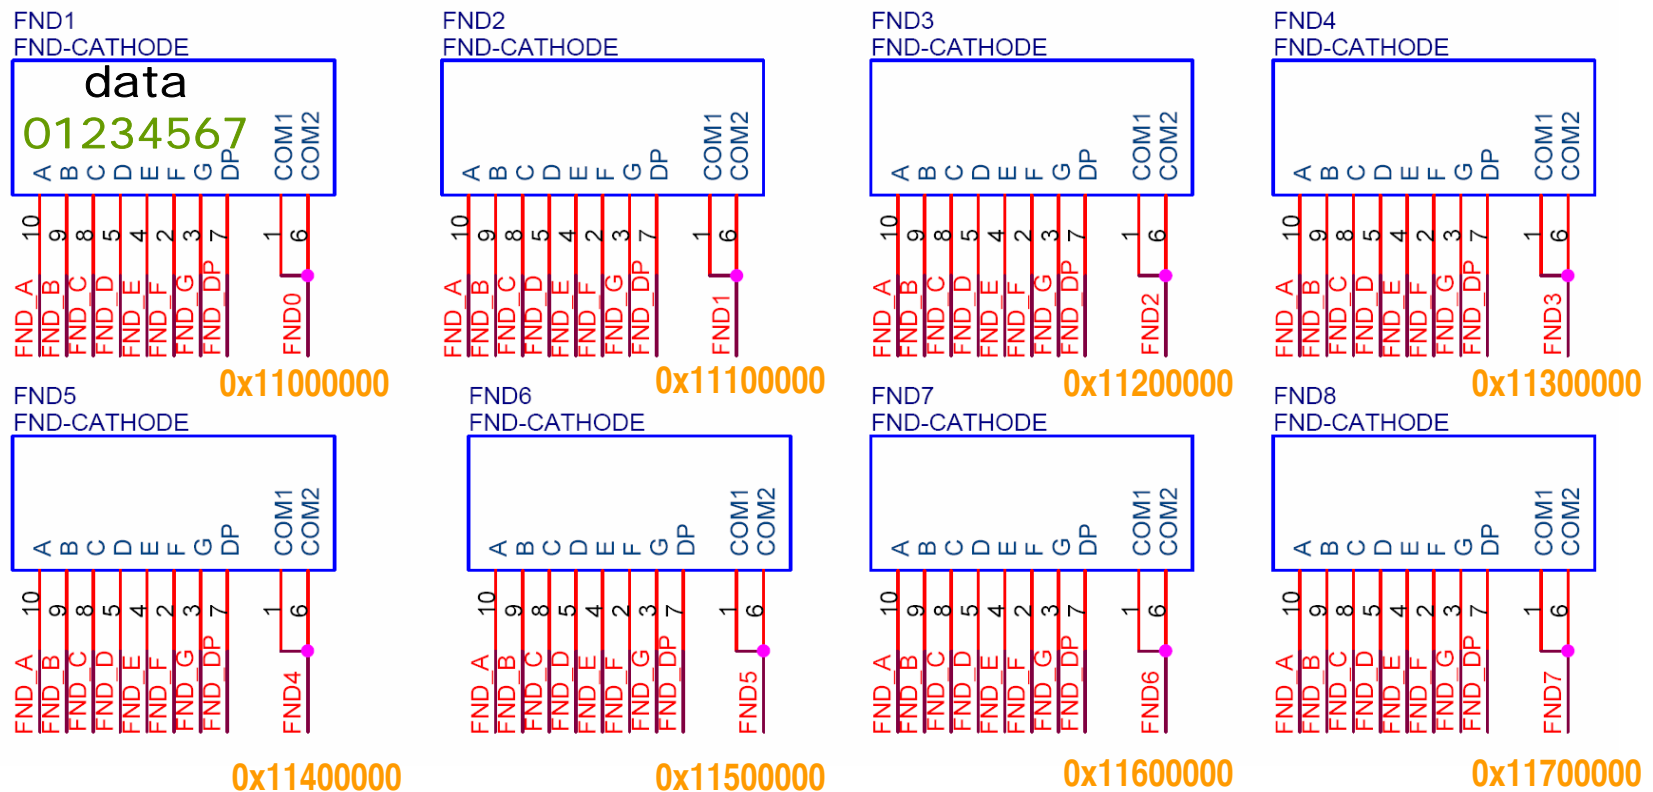 FND1
FND-CATHODE
data
01234567
A B C D E F G DP COM1 COM2
10 9 8 5 4 2 3 7 1 6
FND_A FND_B FND_C FND_D FND_E FND_F FND_G FND_DP FND0
0x11000000
FND2
FND-CATHODE
A B C D E F G DP COM1 COM2
10 9 8 5 4 2 3 7 1 6
FND_A FND_B FND_C FND_D FND_E FND_F FND_G FND_DP FND1
0x11100000
FND3
FND-CATHODE
A B C D E F G DP COM1 COM2
10 9 8 5 4 2 3 7 1 6
FND_A FND_B FND_C FND_D FND_E FND_F FND_G FND_DP FND2
0x11200000
FND4
FND-CATHODE
A B C D E F G DP COM1 COM2
10 9 8 5 4 2 3 7 1 6
FND_A FND_B FND_C FND_D FND_E FND_F FND_G FND_DP FND3
0x11300000
FND5
FND-CATHODE
A B C D E F G DP COM1 COM2
10 9 8 5 4 2 3 7 1 6
FND_A FND_B FND_C FND_D FND_E FND_F FND_G FND_DP FND4
0x11400000
FND6
FND-CATHODE
A B C D E F G DP COM1 COM2
10 9 8 5 4 2 3 7 1 6
FND_A FND_B FND_C FND_D FND_E FND_F FND_G FND_DP FND5
0x11500000
FND7
FND-CATHODE
A B C D E F G DP COM1 COM2
10 9 8 5 4 2 3 7 1 6
FND_A FND_B FND_C FND_D FND_E FND_F FND_G FND_DP FND6
0x11600000
FND8
FND-CATHODE
A B C D E F G DP COM1 COM2
10 9 8 5 4 2 3 7 1 6
FND_A FND_B FND_C FND_D FND_E FND_F FND_G FND_DP FND7
0x11700000